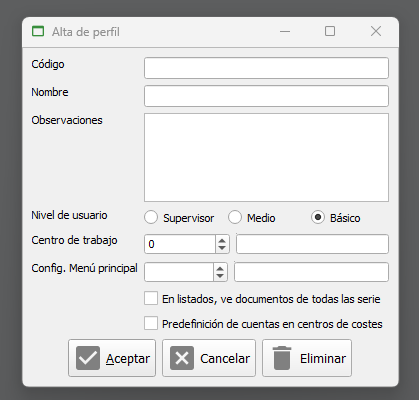 Alta de perfil
Código
Nombre
Observaciones
Nivel de usuario Supervisor Medio Básico
Centro de trabajo 0
Config. Menú principal
En listados, ve documentos de todas las serie
Predefinición de cuentas en centros de costes
Aceptar Cancelar Eliminar